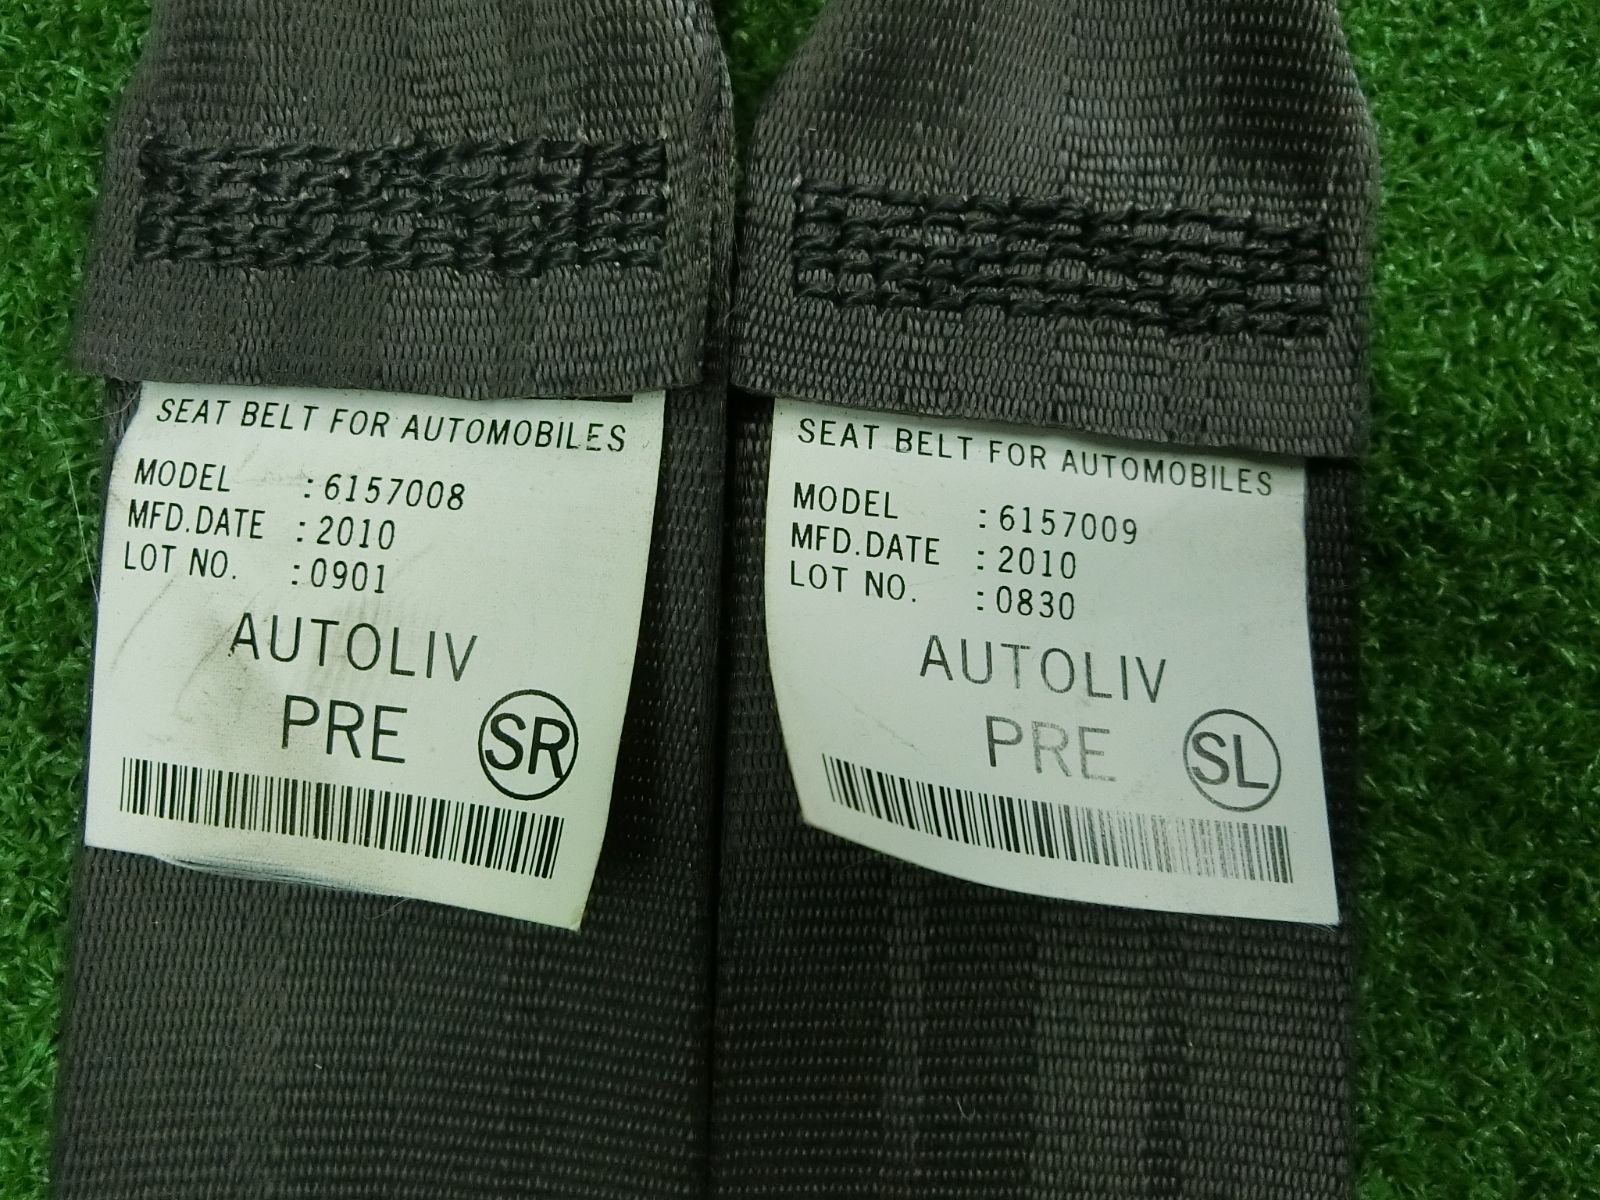 SEAT BELT FOR AUTOMOBILES
MODEL : 6157008
MFD.DATE : 2010
LOT NO. : 0901
AUTOLIV
PRE SR
SEAT BELT FOR AUTOMOBILES
MODEL : 6157009
MFD.DATE : 2010
LOT NO. : 0830
AUTOLIV
PRE SL